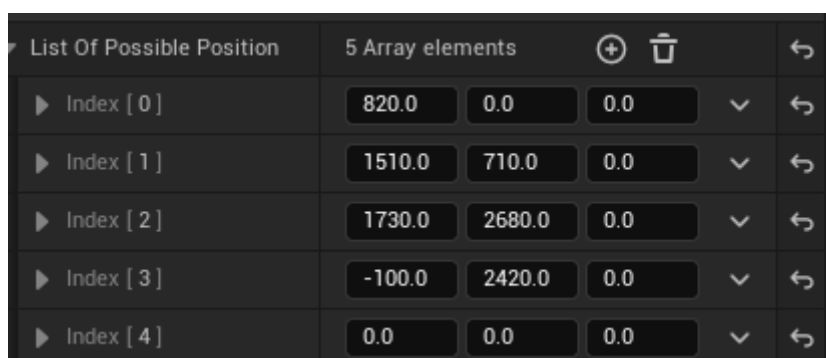 List Of Possible Position 5 Array elements
Index [ 0 ] 820.0 0.0 0.0
Index [ 1 ] 1510.0 710.0 0.0
Index [ 2 ] 1730.0 2680.0 0.0
Index [ 3 ] -100.0 2420.0 0.0
Index [ 4 ] 0.0 0.0 0.0